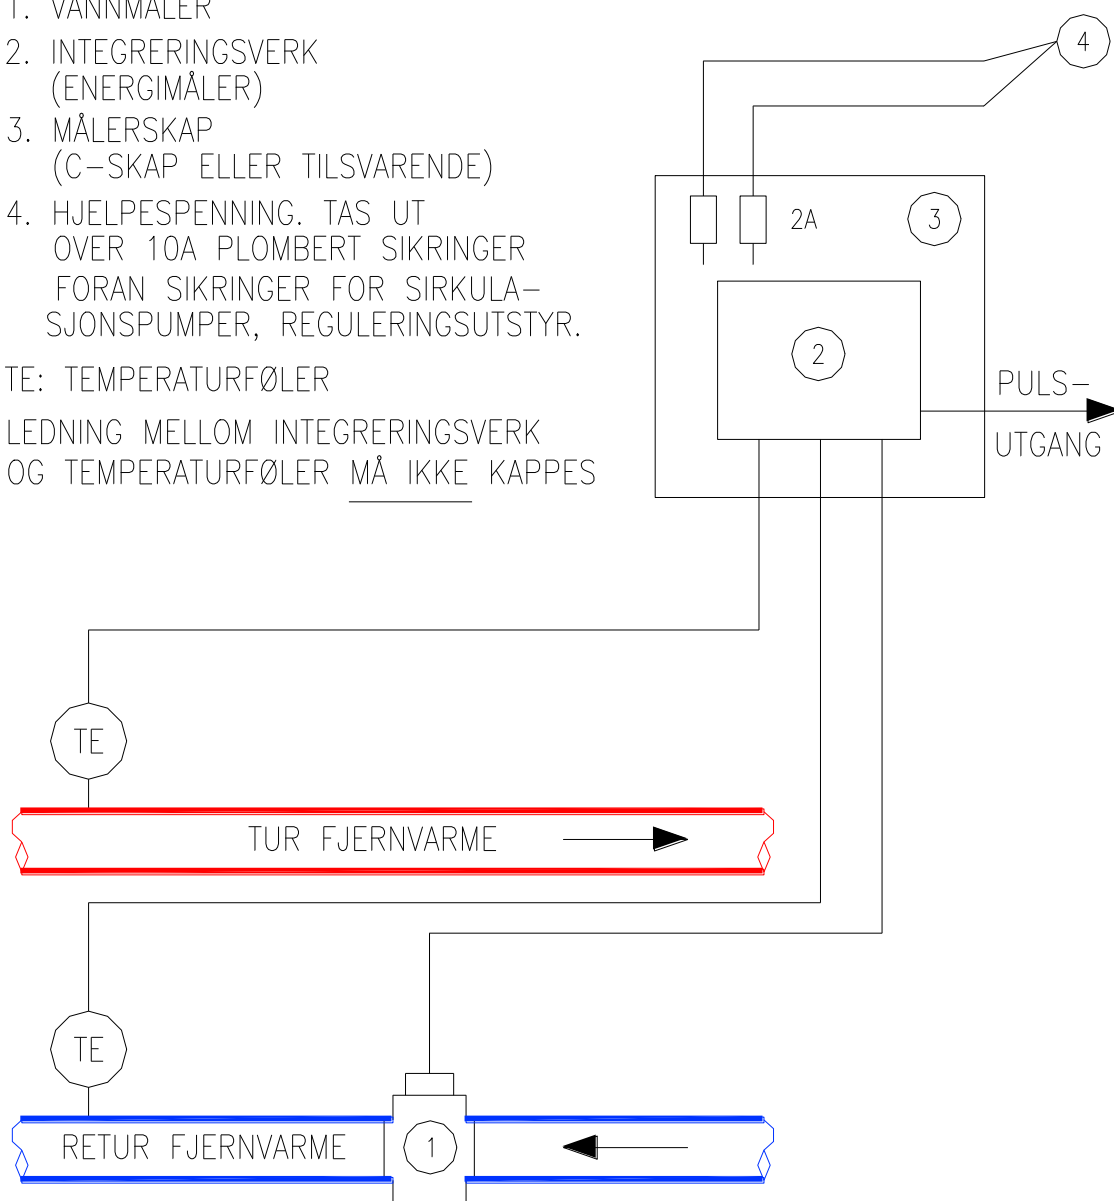 1. VANNMÅLER
2. INTEGRERINGSVERK
(ENERGIMÅLER)
3. MÅLERSKAP
(C-SKAP ELLER TILSVARENDE)
4. HJELPESPENNING. TAS UT
OVER 10A PLOMBERT SIKRINGER
FORAN SIKRINGER FOR SIRKULA-
SJONSPUMPER, REGULERINGSUTSTYR.
TE: TEMPERATURFØLER
LEDNING MELLOM INTEGRERINGSVERK
OG TEMPERATURFØLER MÅ IKKE KAPPES
4
2A
3
2
PULS-
UTGANG
TE
TUR FJERNVARME
TE
RETUR FJERNVARME
1